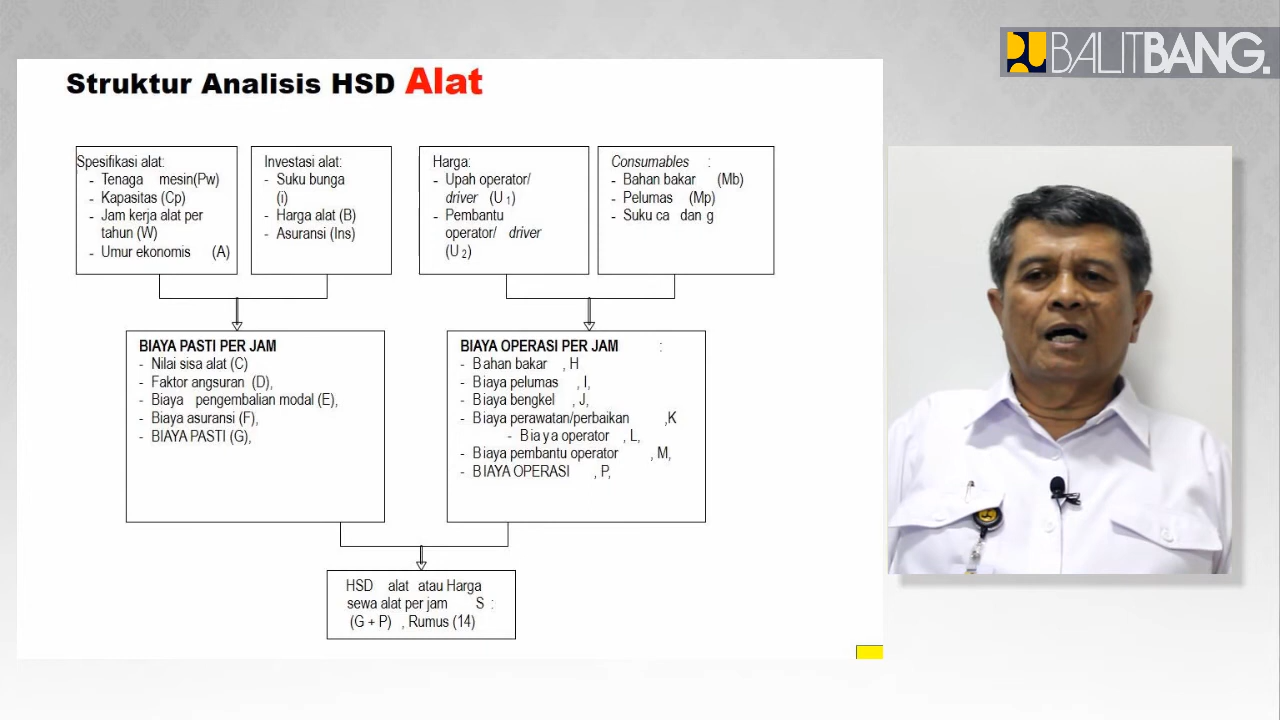 BALITBANG.
Struktur Analisis HSD Alat
Spesifikasi alat:
- Tenaga mesin(Pw)
- Kapasitas (Cp)
- Jam kerja alat per
tahun (W)
- Umur ekonomis (A)
Investasi alat:
- Suku bunga
(i)
- Harga alat (B)
- Asuransi (Ins)
Harga:
- Upah operator/
driver (U 1)
- Pembantu
operator/ driver
(U 2)
Consumables :
- Bahan bakar (Mb)
- Pelumas (Mp)
- Suku ca dan g
BIAYA PASTI PER JAM
- Nilai sisa alat (C)
- Faktor angsuran (D),
- Biaya pengembalian modal (E),
- Biaya asuransi (F),
- BIAYA PASTI (G),
BIAYA OPERASI PER JAM :
- Bahan bakar , H
- Biaya pelumas , I,
- Biaya bengkel , J,
- Biaya perawatan/perbaikan ,K
- Biaya operator , L,
- Biaya pembantu operator , M,
- BIAYA OPERASI , P,
HSD alat atau Harga
sewa alat per jam S :
(G + P) , Rumus (14)